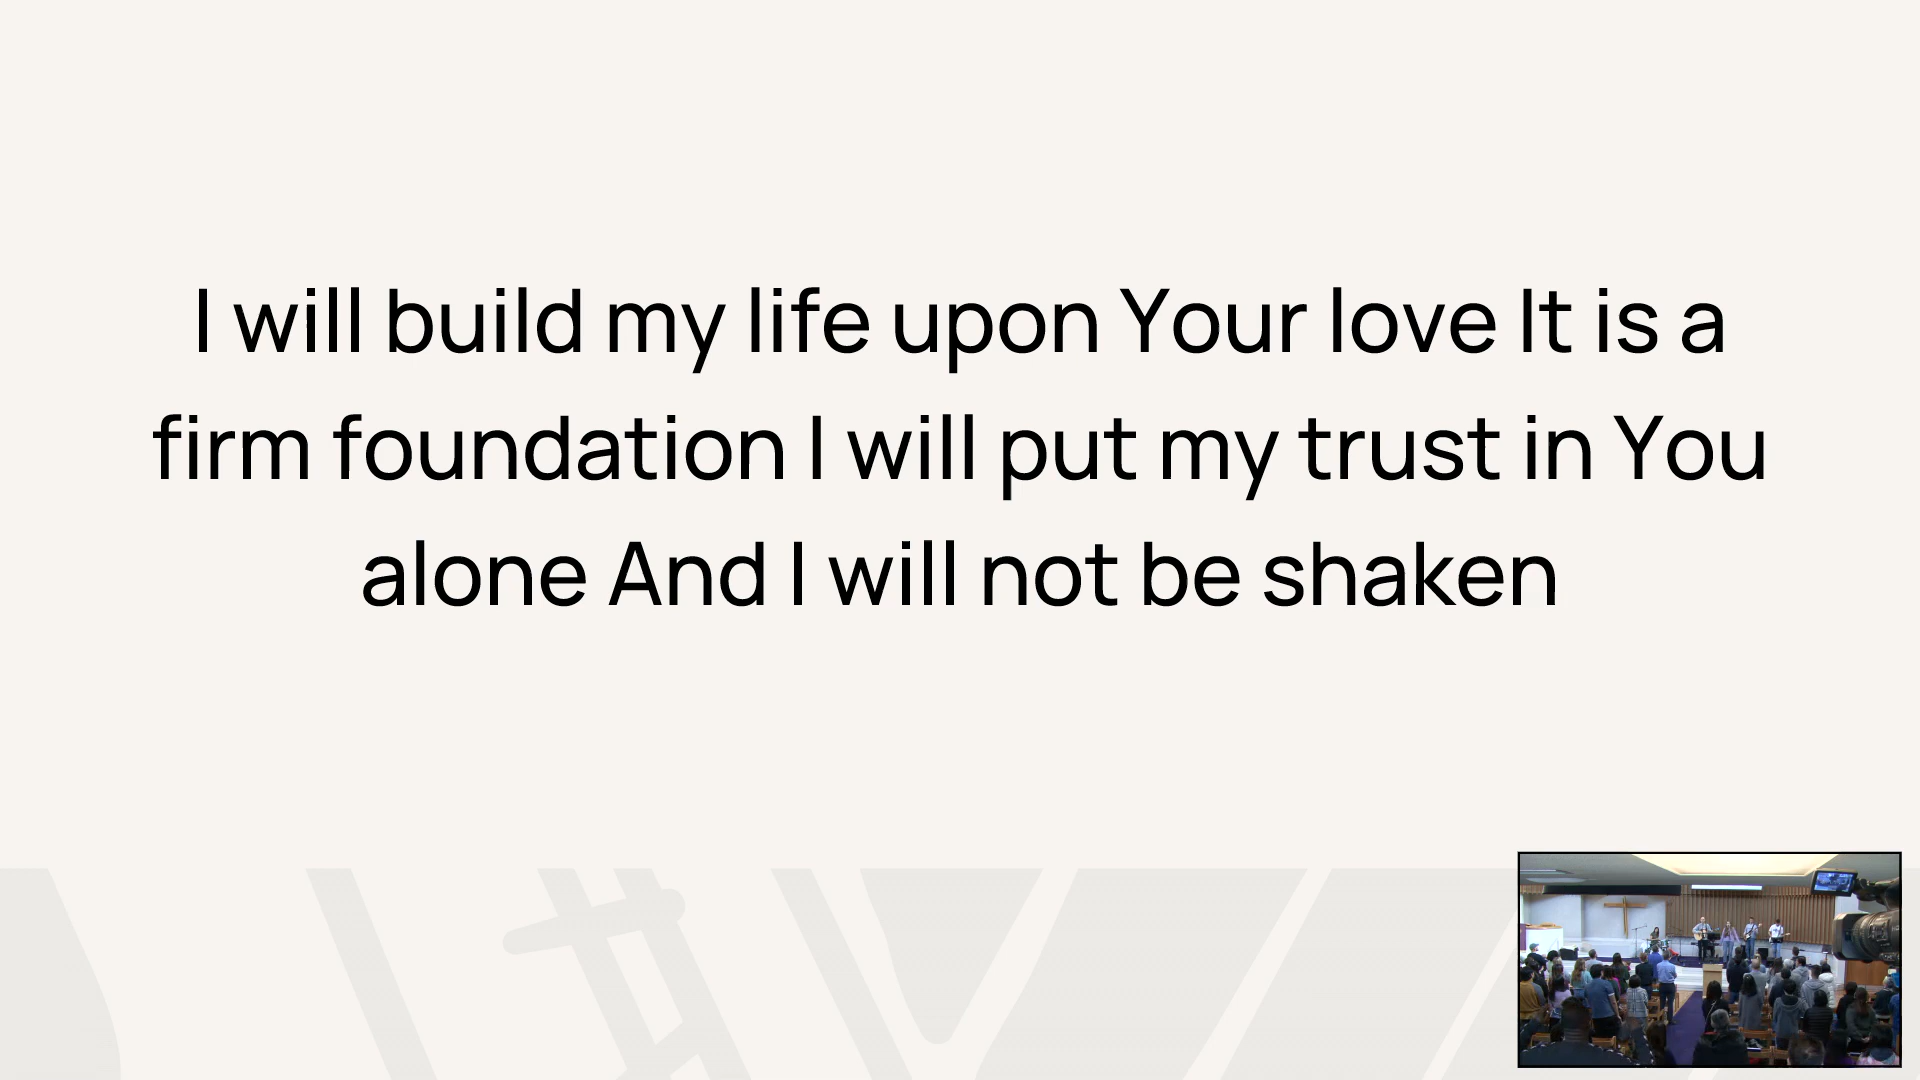 I will build my life upon Your love It is a
firm foundation I will put my trust in You
alone And I will not be shaken